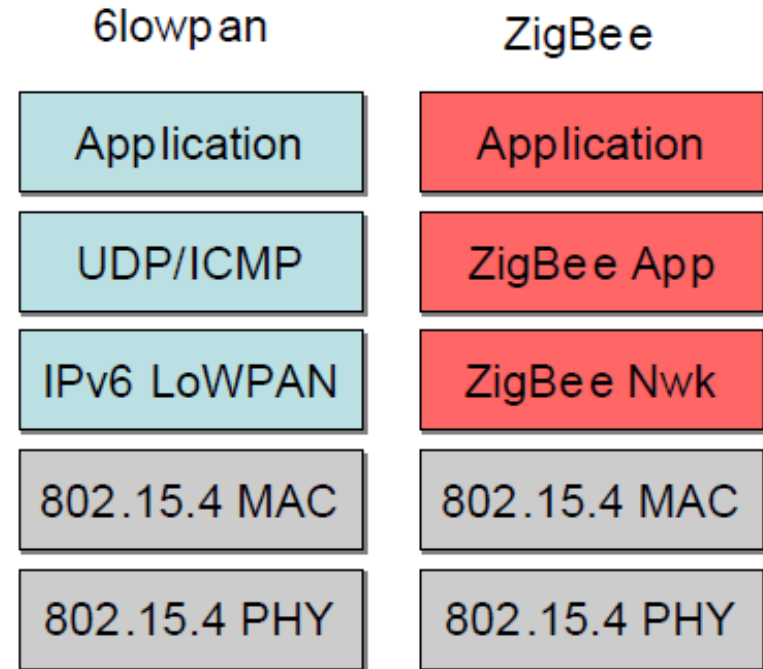 6lowpan
ZigBee
Application
Application
UDP/ICMP
ZigBee App
IPv6 LoWPAN
ZigBee Nwk
802.15.4 MAC
802.15.4 MAC
802.15.4 PHY
802.15.4 PHY